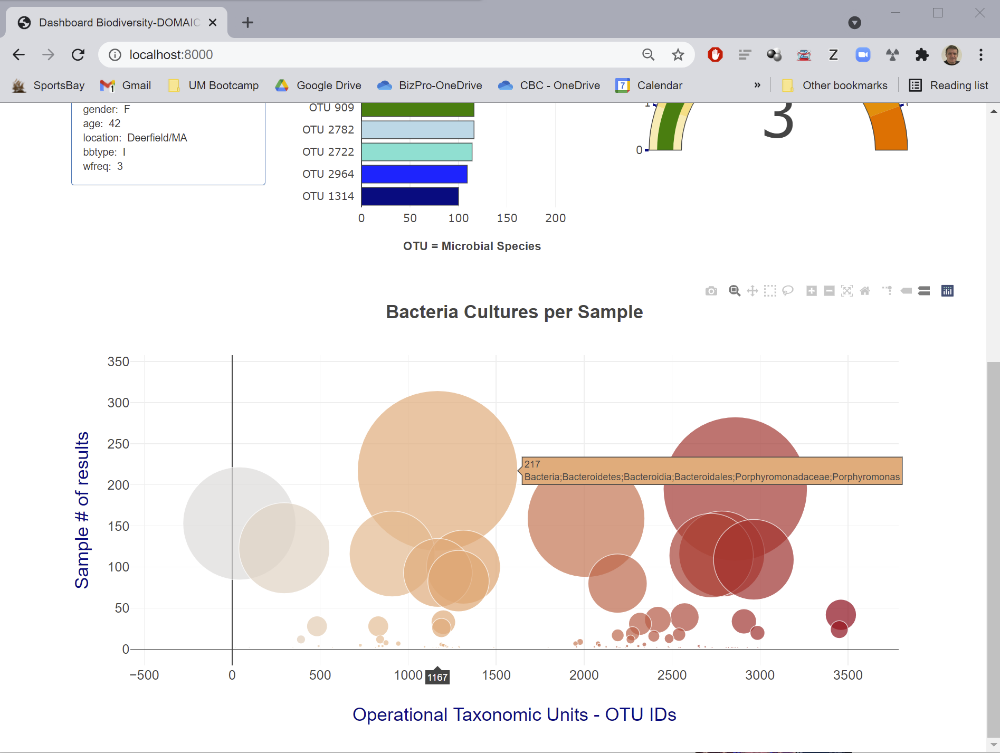 Dashboard Biodiversity-DOMAIC
localhost:8000
SportsBay
1
Gmail
UM Bootcamp
Google Drive
BizPro-OneDrive
CBC - OneDrive
7
Calendar
»
Other bookmarks
Reading list
gender: F
age: 42
location: Deerfield/MA
bbtype: I
wfreq: 3
OTU 909
OTU 2782
OTU 2722
OTU 2964
OTU 1314
0
50
100
150
200
OTU = Microbial Species
1
0
3
Bacteria Cultures per Sample
350
300
250
200
150
100
50
0
Sample # of results
217
Bacteria;Bacteroidetes;Bacteroidia;Bacteroidales;Porphyromonadaceae;Porphyromonas
−500
0
500
1000
1167
1500
2000
2500
3000
3500
Operational Taxonomic Units - OTU IDs